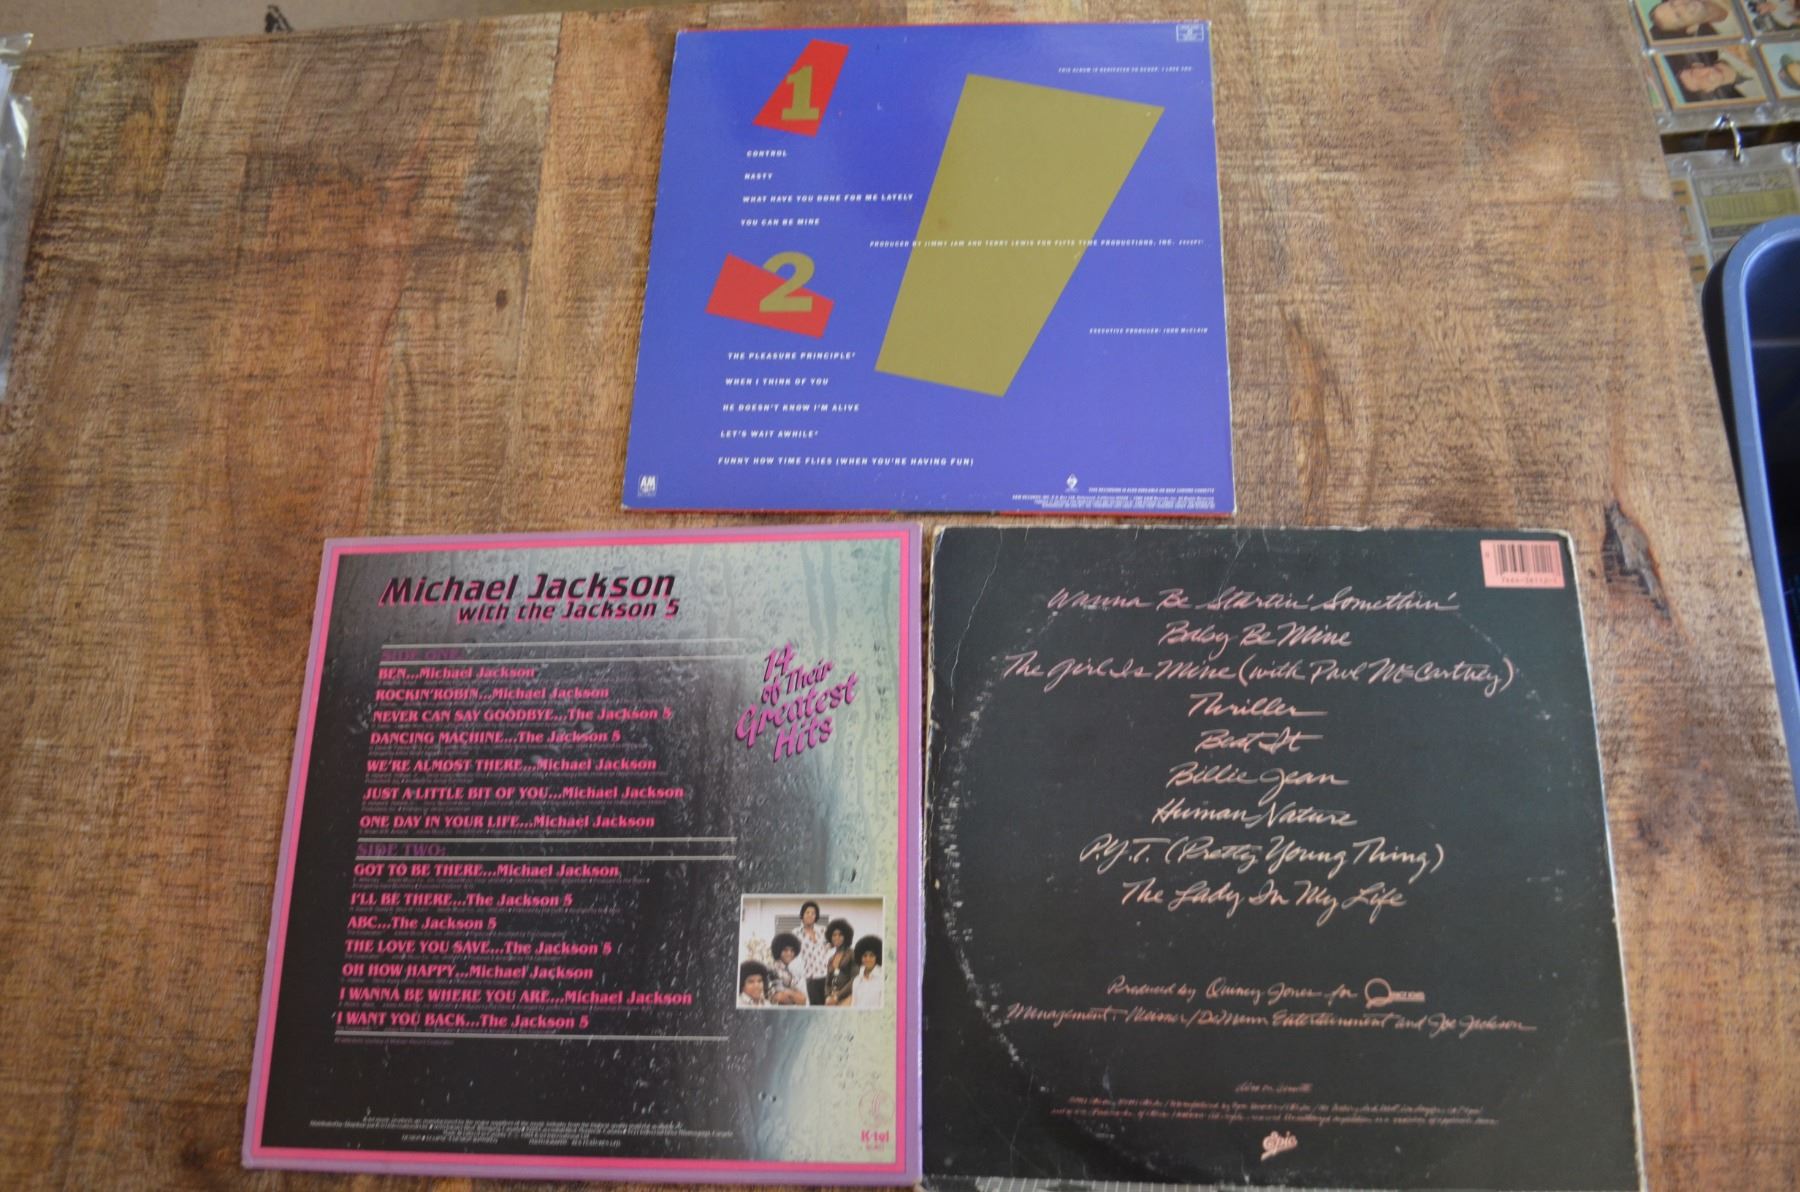 THIS ALBUM IS DEDICATED TO
1
CONTROL
NASTY
WHAT HAVE YOU DONE FOR ME LATELY
YOU CAN BE MINE
PRODUCED BY JIMMY JAM AND TERRY LEWIS FOR FLYTE TYME PRODUCTIONS, INC. EXCEPT:
2
EXECUTIVE PRODUCER: JOHN McCLAIN
THE PLEASURE PRINCIPLE*
WHEN I THINK OF YOU
HE DOESN'T KNOW I'M ALIVE
LET'S WAIT AWHILE*
FUNNY HOW TIME FLIES (WHEN YOU'RE HAVING FUN)
AM
Michael Jackson
with the Jackson 5
SIDE ONE:
BEN...Michael Jackson
ROCKIN'ROBIN...Michael Jackson
NEVER CAN SAY GOODBYE...The Jackson 5
DANCING MACHINE...The Jackson 5
WE'RE ALMOST THERE...Michael Jackson
JUST A LITTLE BIT OF YOU...Michael Jackson
ONE DAY IN YOUR LIFE...Michael Jackson
SIDE TWO:
GOT TO BE THERE...Michael Jackson
I'LL BE THERE...The Jackson 5
ABC...The Jackson 5
THE LOVE YOU SAVE...The Jackson 5
OH HOW HAPPY...Michael Jackson
I WANNA BE WHERE YOU ARE...Michael Jackson
I WANT YOU BACK...The Jackson 5
14
of Their
Greatest
Hits
K-tel
Wanna Be Startin' Somethin'
Baby Be Mine
The Girl Is Mine (with Paul McCartney)
Thriller
Beat It
Billie Jean
Human Nature
P.Y.T. (Pretty Young Thing)
The Lady In My Life
Produced by Quincy Jones for
Management: Weisner/DeMann Entertainment and Joe Jackson
Epic